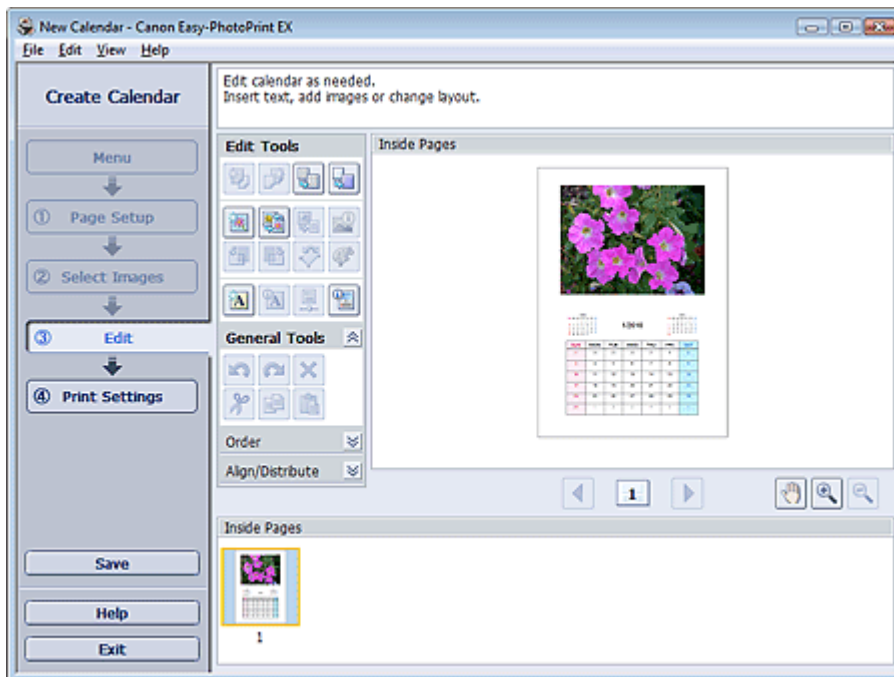 New Calendar - Canon Easy-PhotoPrint EX
File Edit View Help
Create Calendar
Menu
① Page Setup
② Select Images
③ Edit
④ Print Settings
Save
Help
Exit
Edit calendar as needed.
Insert text, add images or change layout.
Edit Tools
A A
General Tools
Order
Align/Distribute
Inside Pages
1/2010
1
Inside Pages
1